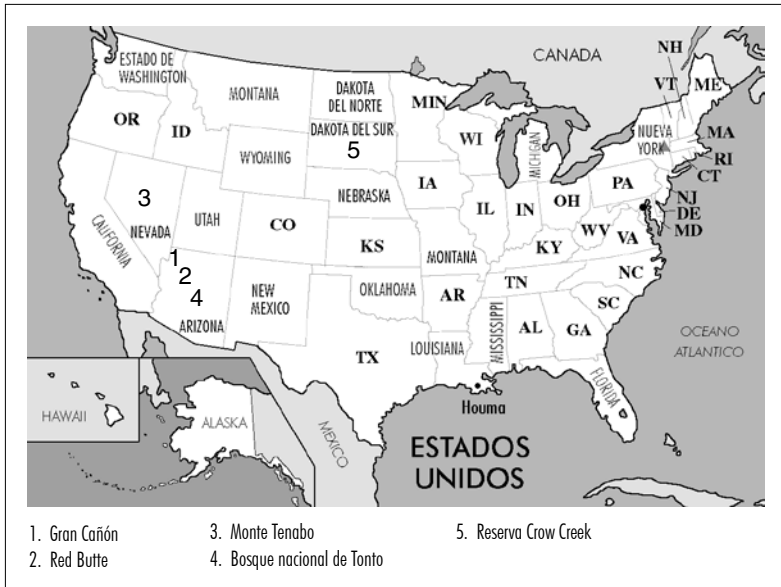 CANADA
NH
ESTADO DE
WASHINGTON
VT
ME
MONTANA
DAKOTA
DEL NORTE
MIN
OR
ID
DAKOTA DEL SUR
5
WI
MICHIGAN
NUEVA
YORK
MA
RI
CT
WYOMING
3
NEBRASKA
IA
PA
NJ
DE
MD
NEVADA
UTAH
CO
IL
IN
OH
WV
VA
CALIFORNIA
KS
MONTANA
KY
1
2
4
ARIZONA
NEW
MEXICO
OKLAHOMA
AR
TN
NC
SC
MISSISSIPPI
AL
GA
OCEANO
ATLANTICO
TX
LOUISIANA
FLORIDA
Houma
HAWAII
ALASKA
MEXICO
ESTADOS
UNIDOS
1. Gran Cañón
2. Red Butte
3. Monte Tenabo
4. Bosque nacional de Tonto
5. Reserva Crow Creek